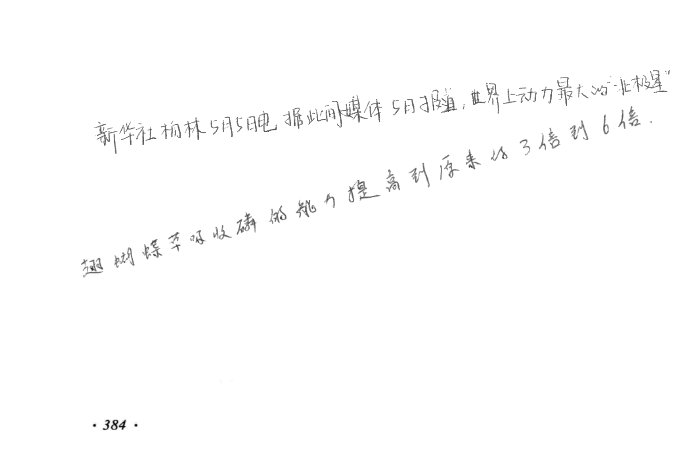 新华社柏林5月5日电 据此间媒体5月报道,世界上动力最大的“北极星”
翅蝴蝶草吸收磷的能力提高到原来的3倍到6倍.
· 384 ·